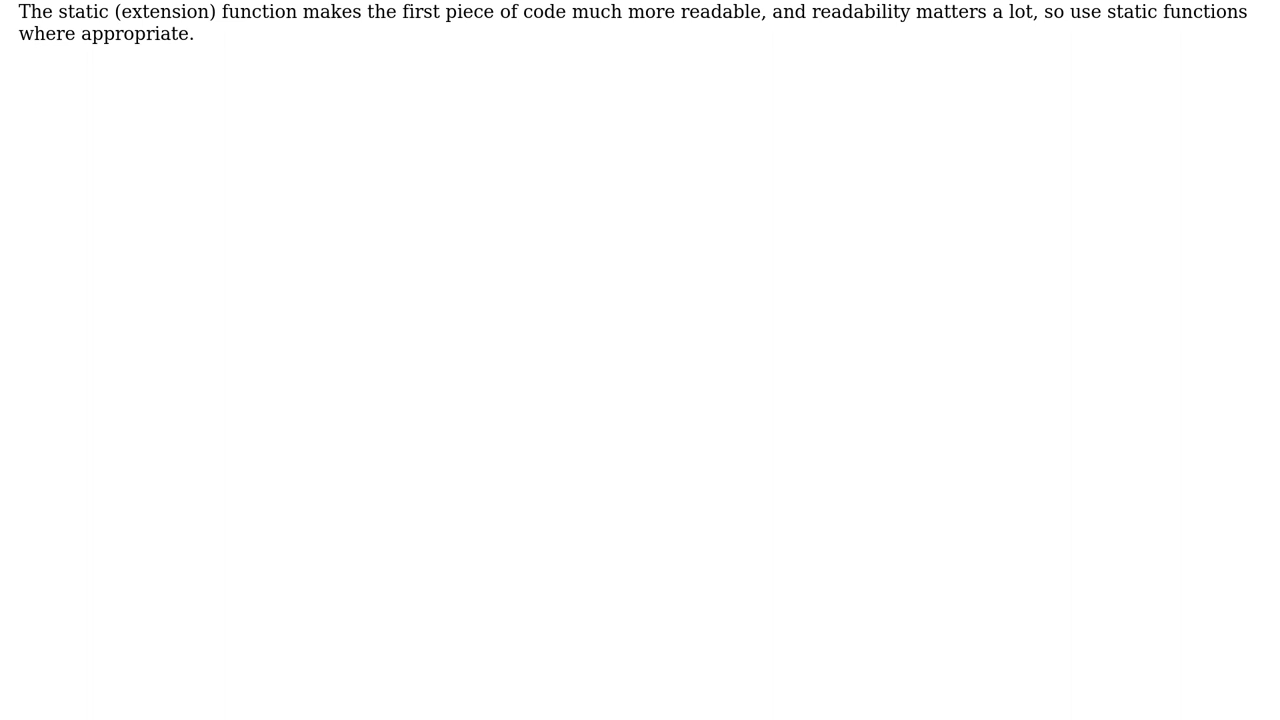 The static (extension) function makes the first piece of code much more readable, and readability matters a lot, so use static functions
where appropriate.